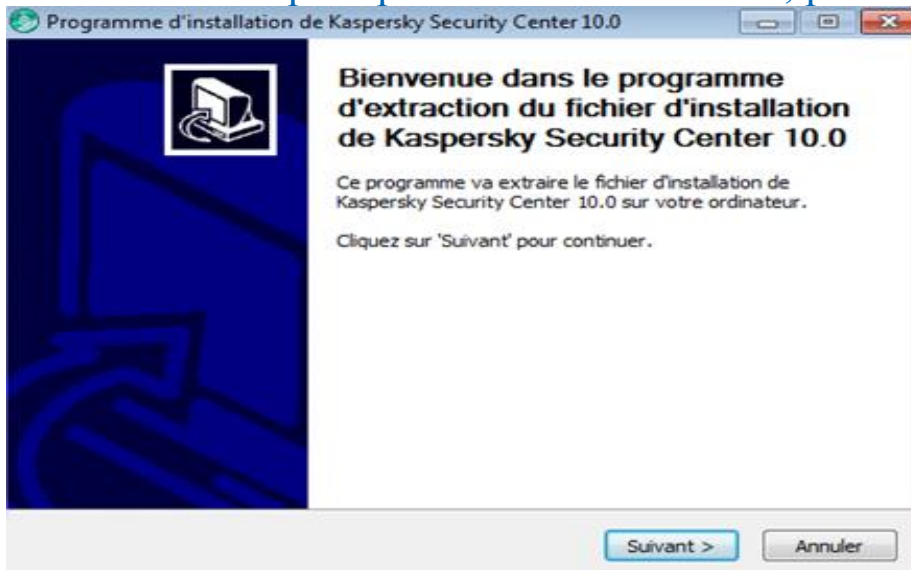 Programme d'installation de Kaspersky Security Center 10.0
Bienvenue dans le programme
d'extraction du fichier d'installation
de Kaspersky Security Center 10.0
Ce programme va extraire le fichier d'installation de
Kaspersky Security Center 10.0 sur votre ordinateur.
Cliquez sur 'Suivant' pour continuer.
Suivant >
Annuler